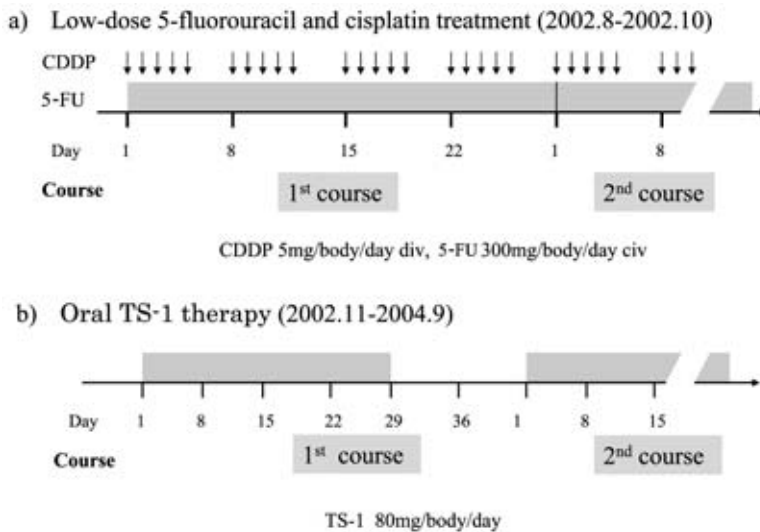 a) Low-dose 5-fluorouracil and cisplatin treatment (2002.8-2002.10)
CDDP
5-FU
Day 1 8 15 22 1 8
Course 1st course 2nd course
CDDP 5mg/body/day div, 5-FU 300mg/body/day civ
b) Oral TS-1 therapy (2002.11-2004.9)
Day 1 8 15 22 29 36 1 8 15
Course 1st course 2nd course
TS-1 80mg/body/day